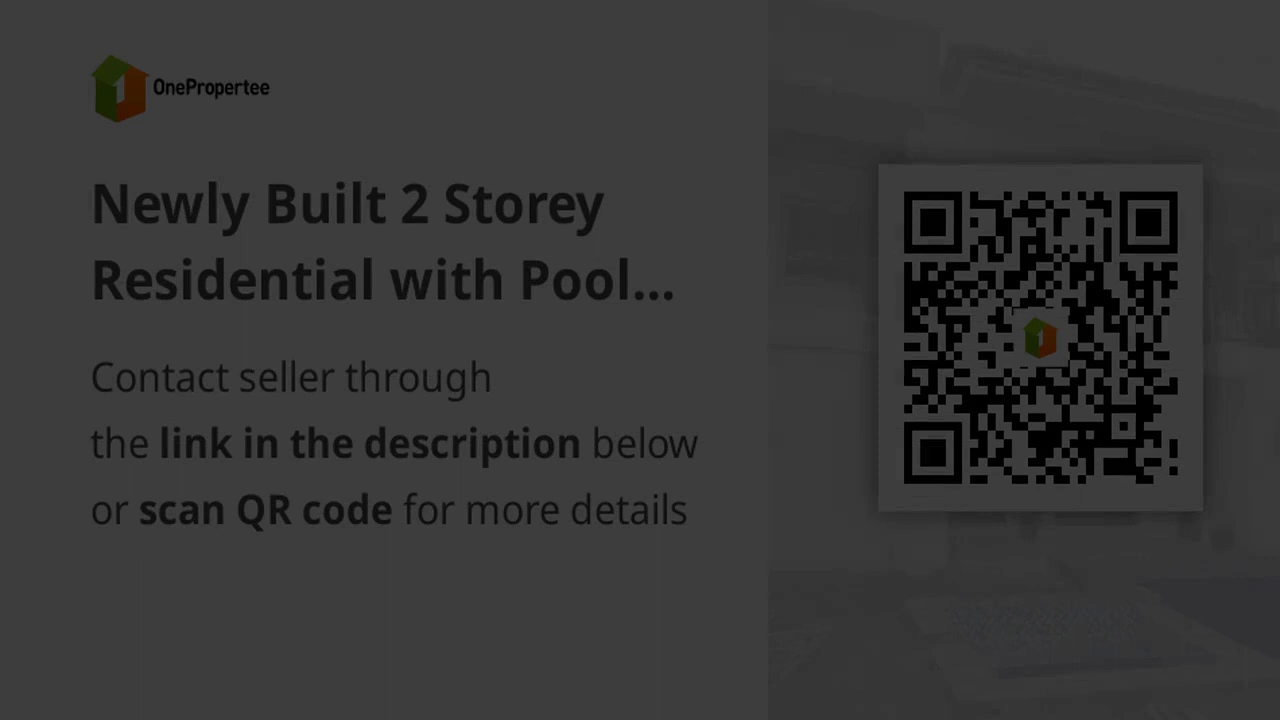 OnePropertee
Newly Built 2 Storey
Residential with Pool...
Contact seller through
the link in the description below
or scan QR code for more details